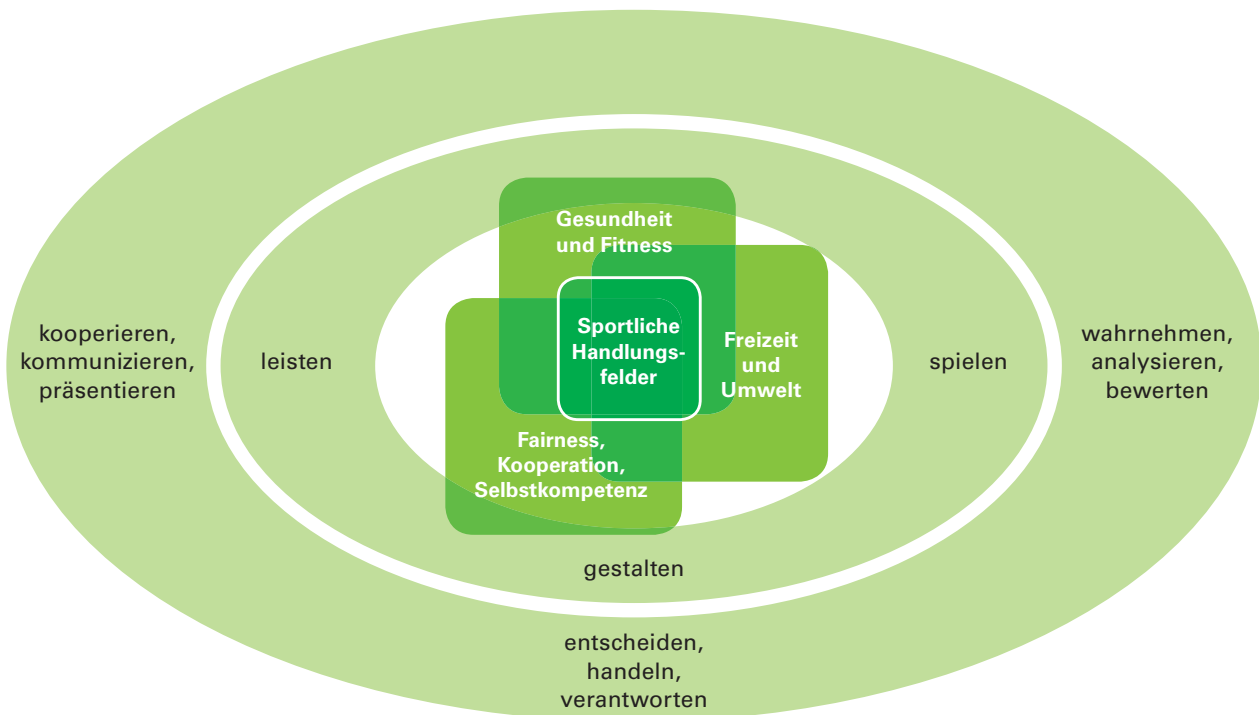 Gesundheit
und Fitness
Sportliche
Handlungs-
felder
Freizeit
und
Umwelt
Fairness,
Kooperation,
Selbstkompetenz
kooperieren,
kommunizieren,
präsentieren
leisten
spielen
wahrnehmen,
analysieren,
bewerten
gestalten
entscheiden,
handeln,
verantworten